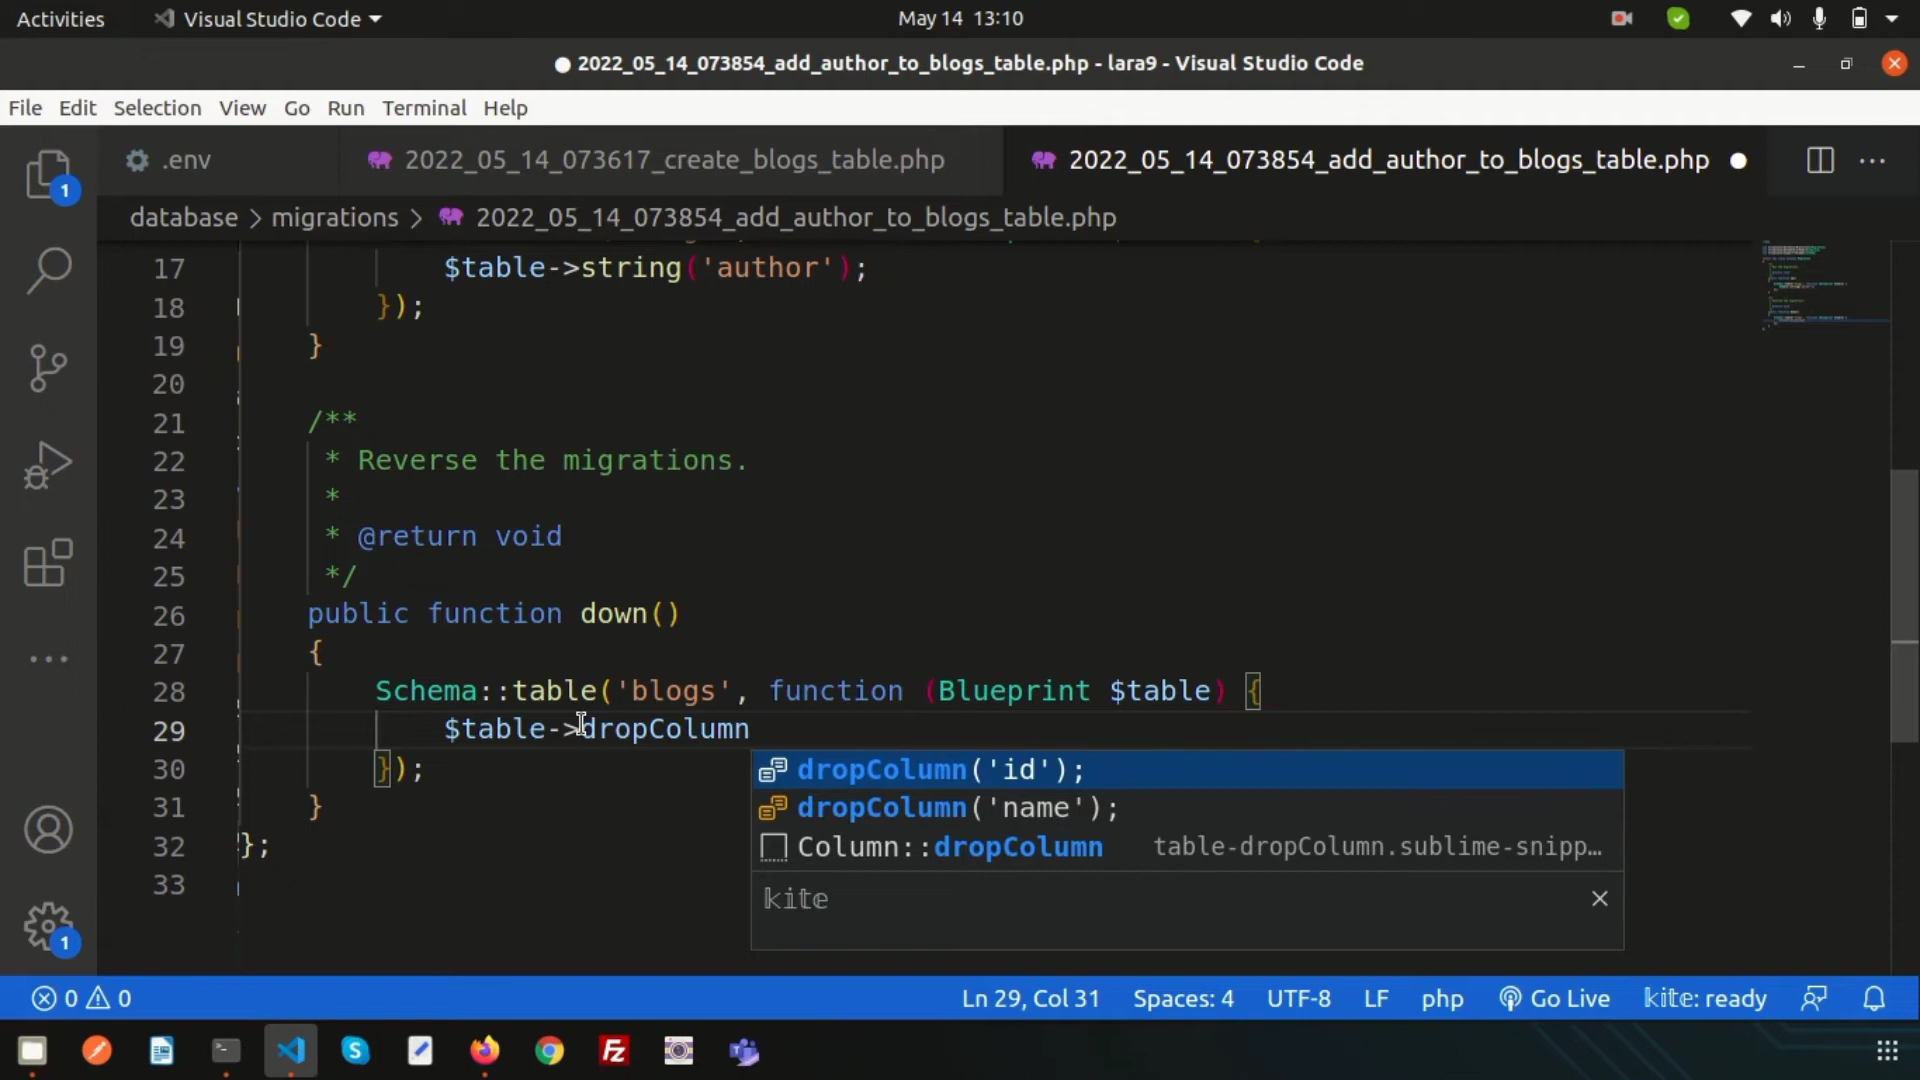 Activities
Visual Studio Code
May 14 13:10
2022_05_14_073854_add_author_to_blogs_table.php - lara9 - Visual Studio Code
File Edit Selection View Go Run Terminal Help
.env
2022_05_14_073617_create_blogs_table.php
2022_05_14_073854_add_author_to_blogs_table.php
database > migrations > 2022_05_14_073854_add_author_to_blogs_table.php
17 $table->string('author');
18 });
19 }
20
21 /**
22 * Reverse the migrations.
23 *
24 * @return void
25 */
26 public function down()
27 {
28 Schema::table('blogs', function (Blueprint $table) {
29 $table->dropColumn
30 });
31 }
32 };
33
dropColumn('id');
dropColumn('name');
Column::dropColumn table-dropColumn.sublime-snipp…
kite
1
1
0 0
Ln 29, Col 31 Spaces: 4 UTF-8 LF php Go Live kite: ready